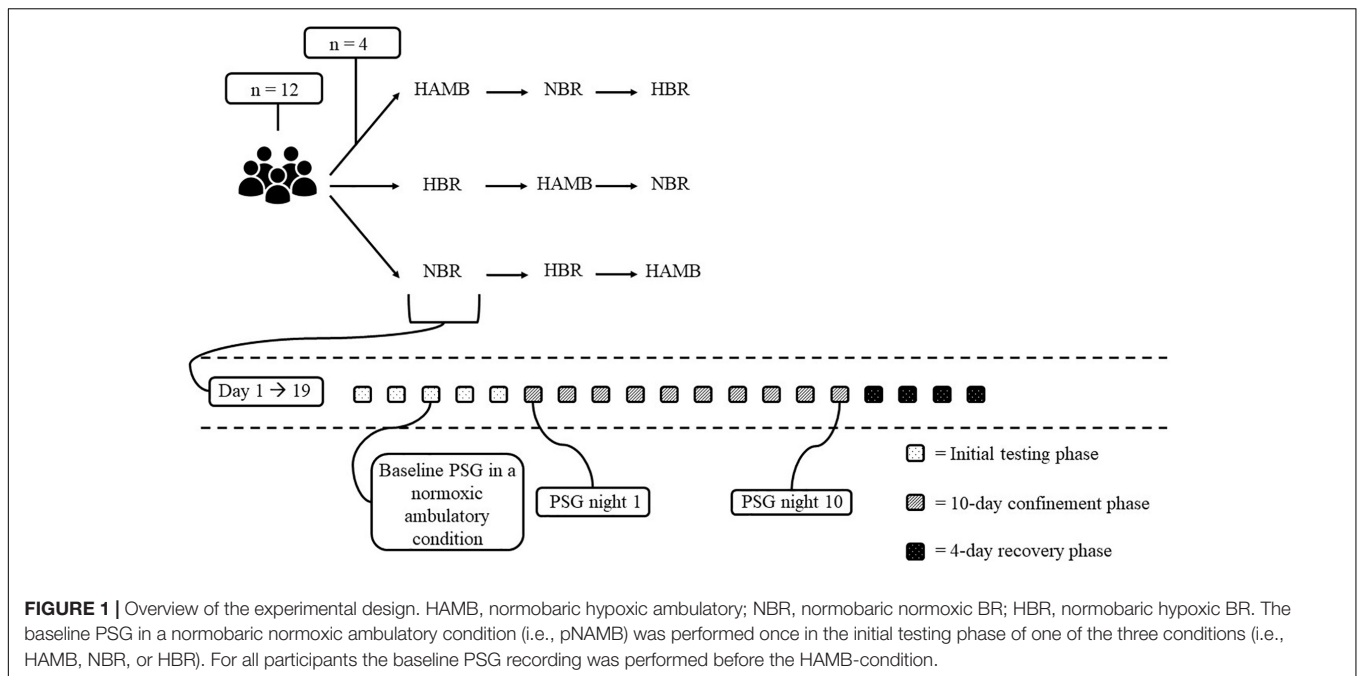 n = 4
n = 12
HAMB NBR HBR
HBR HAMB NBR
NBR HBR HAMB
Day 1 → 19
Baseline PSG in a
normoxic
ambulatory
condition
PSG night 1
PSG night 10
= Initial testing phase
= 10-day confinement phase
= 4-day recovery phase
FIGURE 1 | Overview of the experimental design. HAMB, normobaric hypoxic ambulatory; NBR, normobaric normoxic BR; HBR, normobaric hypoxic BR. The
baseline PSG in a normobaric normoxic ambulatory condition (i.e., pNAMB) was performed once in the initial testing phase of one of the three conditions (i.e.,
HAMB, NBR, or HBR). For all participants the baseline PSG recording was performed before the HAMB-condition.